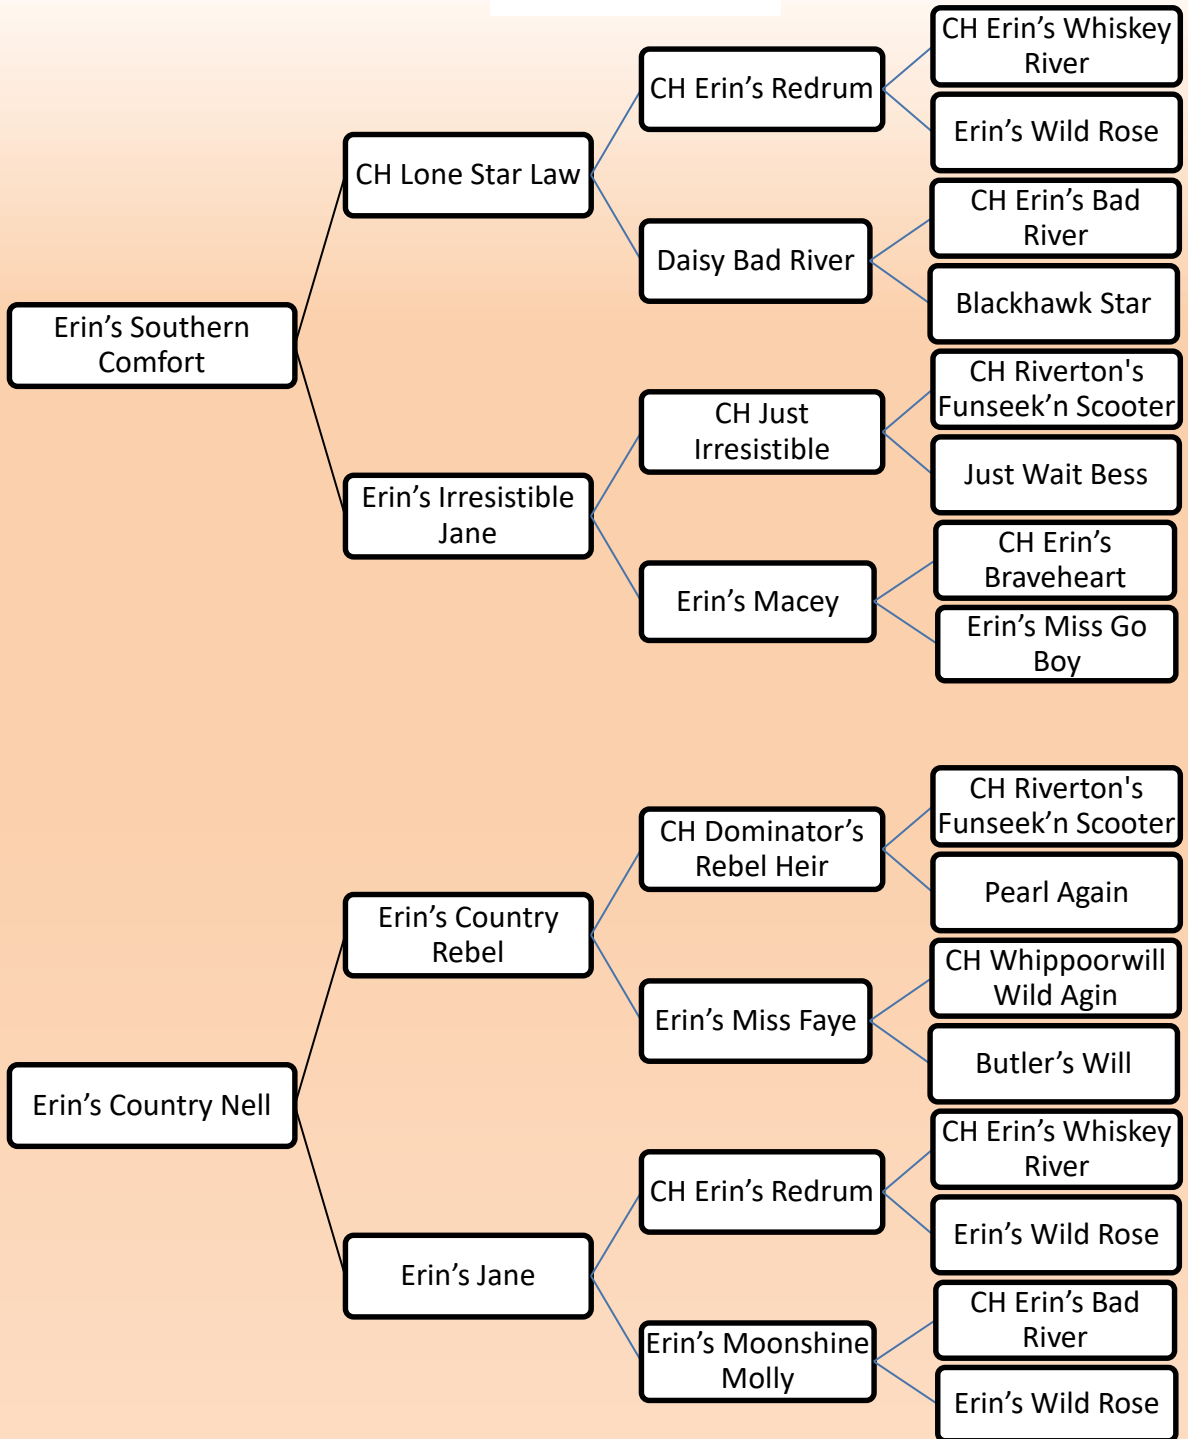 Erin’s Southern
Comfort
CH Lone Star Law
Erin’s Irresistible
Jane
CH Erin’s Redrum
Daisy Bad River
CH Just
Irresistible
Erin’s Macey
CH Erin’s Whiskey
River
Erin’s Wild Rose
CH Erin’s Bad
River
Blackhawk Star
CH Riverton's
Funseek’n Scooter
Just Wait Bess
CH Erin’s
Braveheart
Erin’s Miss Go
Boy
Erin’s Country Nell
Erin’s Country
Rebel
Erin’s Jane
CH Dominator’s
Rebel Heir
Erin’s Miss Faye
CH Erin’s Redrum
Erin’s Moonshine
Molly
CH Riverton's
Funseek’n Scooter
Pearl Again
CH Whippoorwill
Wild Agin
Butler’s Will
CH Erin’s Whiskey
River
Erin’s Wild Rose
CH Erin’s Bad
River
Erin’s Wild Rose